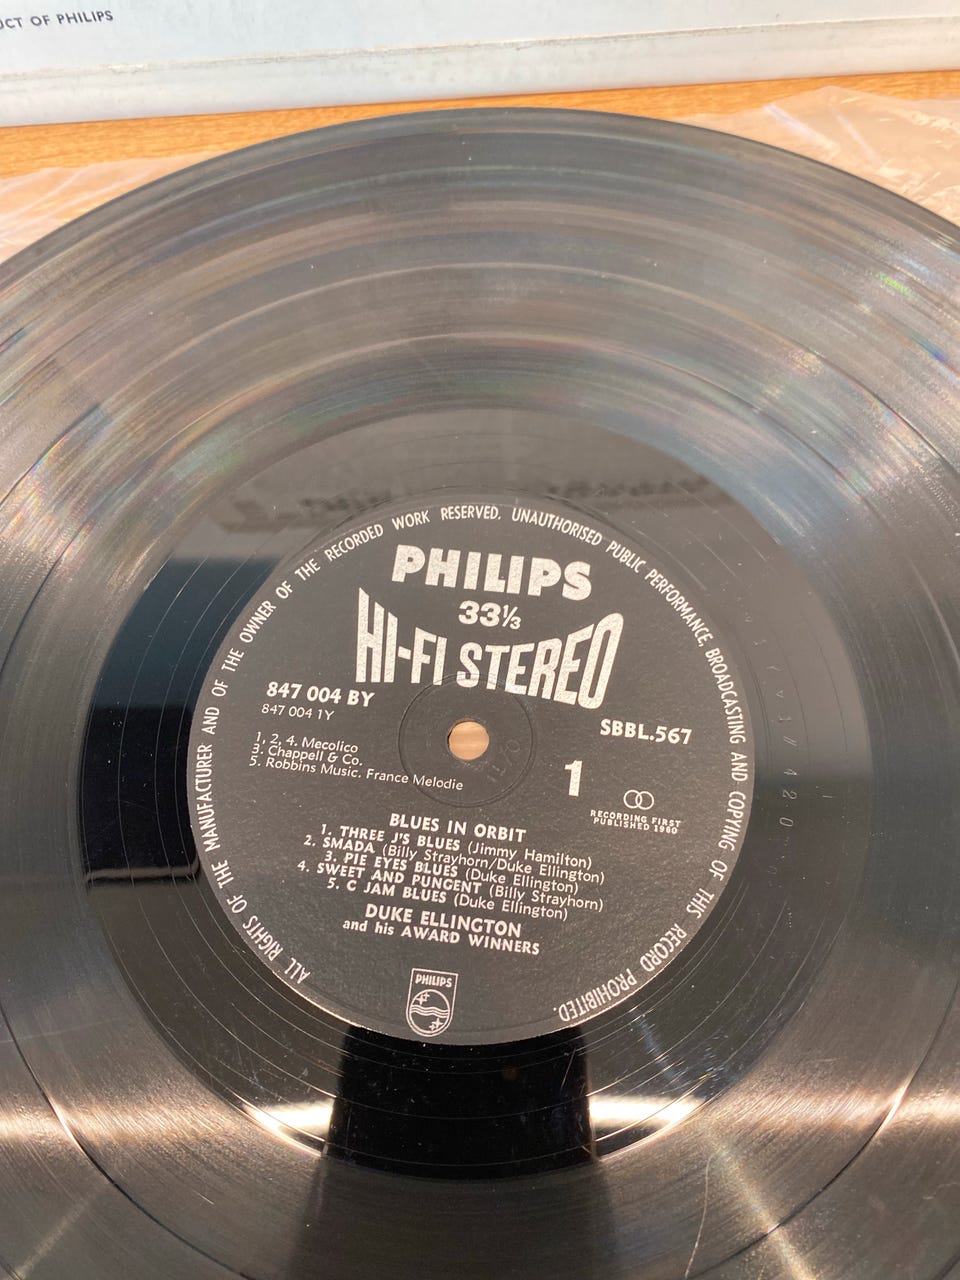 UCT OF PHILIPS
ALL RIGHTS OF THE MANUFACTURER AND OF THE OWNER OF THE RECORDED WORK RESERVED. UNAUTHORISED PUBLIC PERFORMANCE, BROADCASTING AND COPYING OF THIS RECORD PROHIBITED.
PHILIPS
33⅓
HI-FI STEREO
847 004 BY
847 004 1Y
SBBL.567
1, 2, 4. Mecolico
3. Chappell & Co.
5. Robbins Music. France Melodie
1
RECORDING FIRST
PUBLISHED 1960
BLUES IN ORBIT
1. THREE J'S BLUES (Jimmy Hamilton)
2. SMADA (Billy Strayhorn/Duke Ellington)
3. PIE EYES BLUES (Duke Ellington)
4. SWEET AND PUNGENT (Billy Strayhorn)
5. C JAM BLUES (Duke Ellington)
DUKE ELLINGTON
and his AWARD WINNERS
PHILIPS